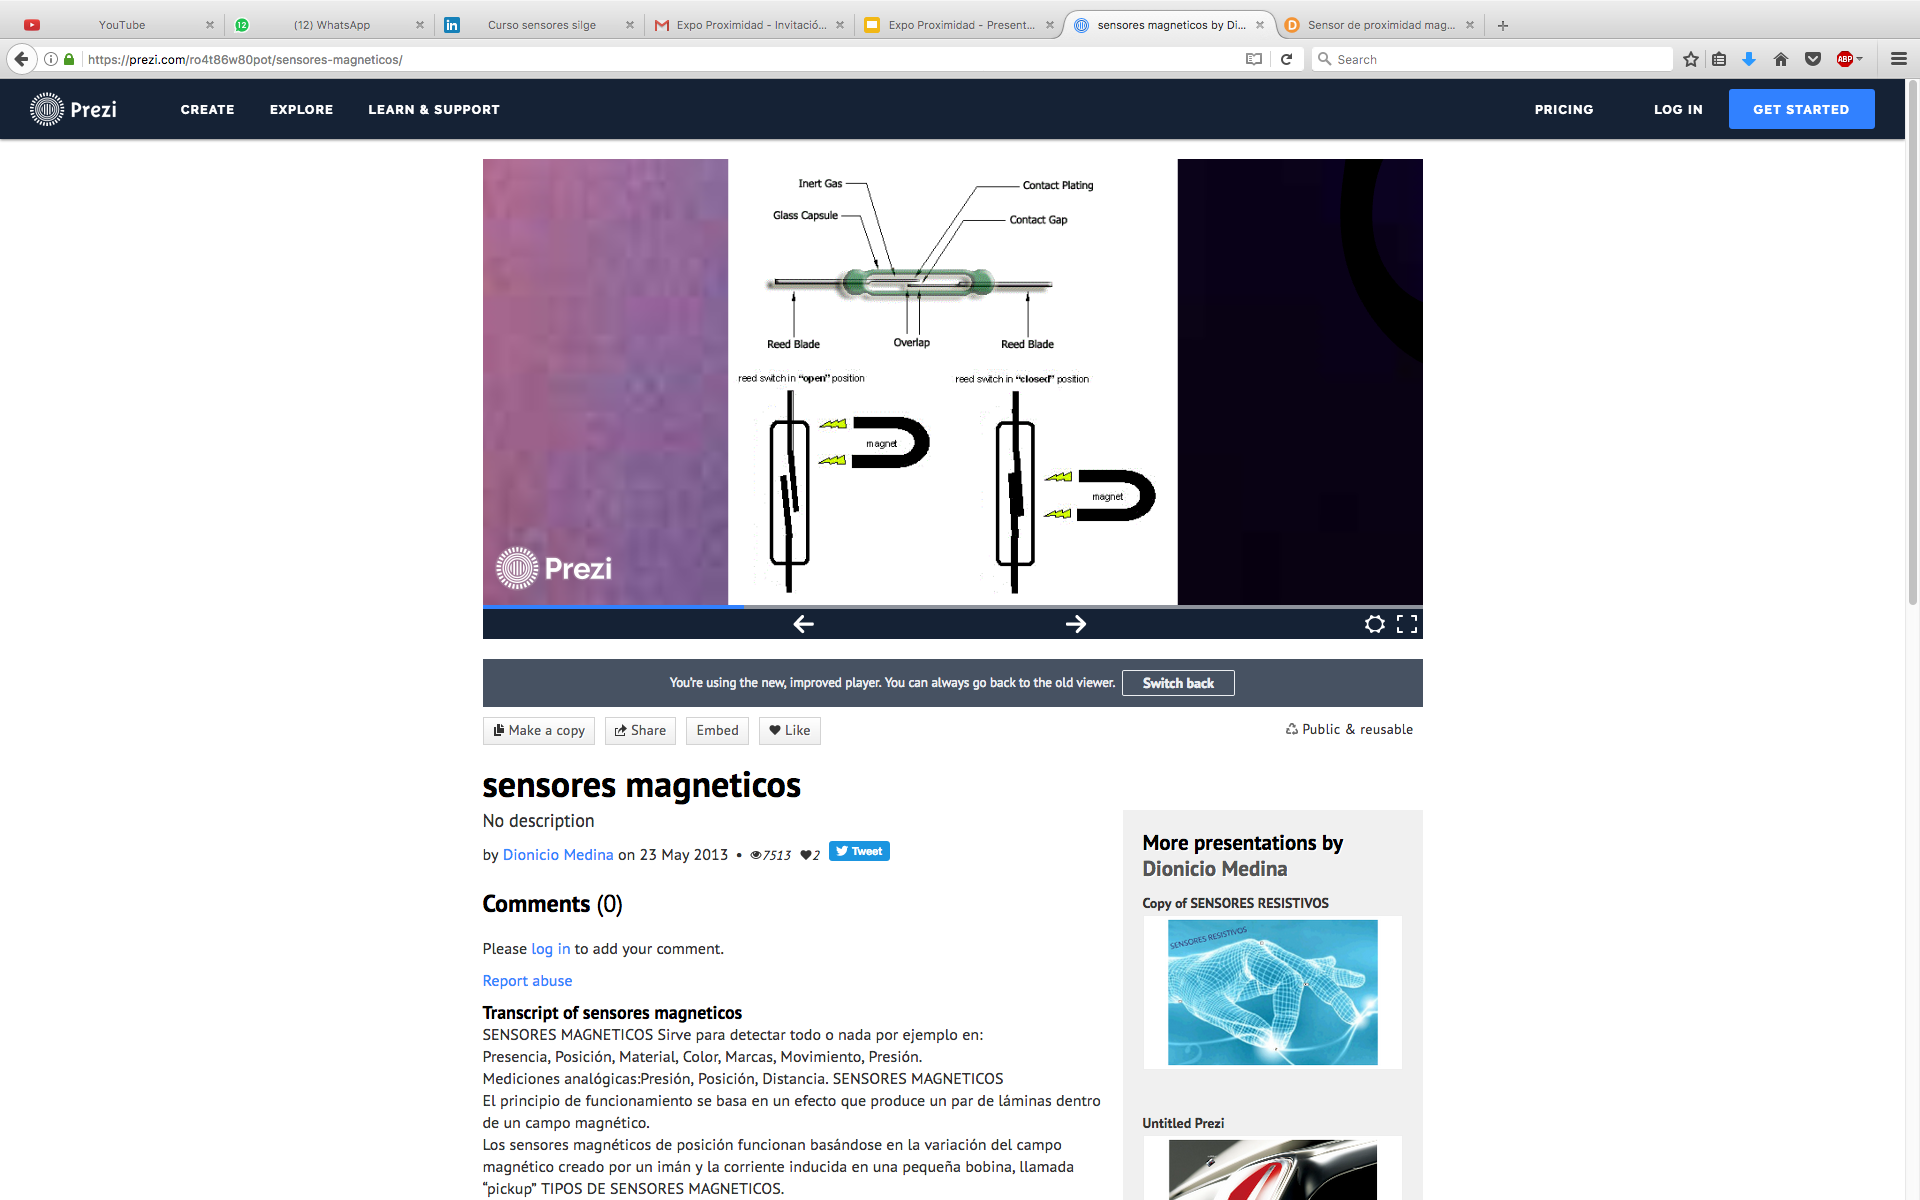 YouTube
(12) WhatsApp
Curso sensores silge
Expo Proximidad - Invitació...
Expo Proximidad - Present...
sensores magneticos by Di...
Sensor de proximidad mag...
https://prezi.com/ro4t86w80pot/sensores-magneticos/
Search
ABP
Prezi
CREATE
EXPLORE
LEARN & SUPPORT
PRICING
LOG IN
GET STARTED
Inert Gas
Contact Plating
Glass Capsule
Contact Gap
Reed Blade
Overlap
Reed Blade
reed switch in "open" position
reed switch in "closed" position
magnet
magnet
Prezi
You're using the new, improved player. You can always go back to the old viewer.
Switch back
Make a copy
Share
Embed
Like
Public & reusable
sensores magneticos
No description
by Dionicio Medina on 23 May 2013 • 7513 2
Tweet
Comments (0)
Please log in to add your comment.
Report abuse
Transcript of sensores magneticos
SENSORES MAGNETICOS Sirve para detectar todo o nada por ejemplo en:
Presencia, Posición, Material, Color, Marcas, Movimiento, Presión.
Mediciones analógicas:Presión, Posición, Distancia. SENSORES MAGNETICOS
El principio de funcionamiento se basa en un efecto que produce un par de láminas dentro
de un campo magnético.
Los sensores magnéticos de posición funcionan basándose en la variación del campo
magnético creado por un imán y la corriente inducida en una pequeña bobina, llamada
“pickup” TIPOS DE SENSORES MAGNETICOS.
More presentations by
Dionicio Medina
Copy of SENSORES RESISTIVOS
SENSORES RESISTIVOS
Untitled Prezi